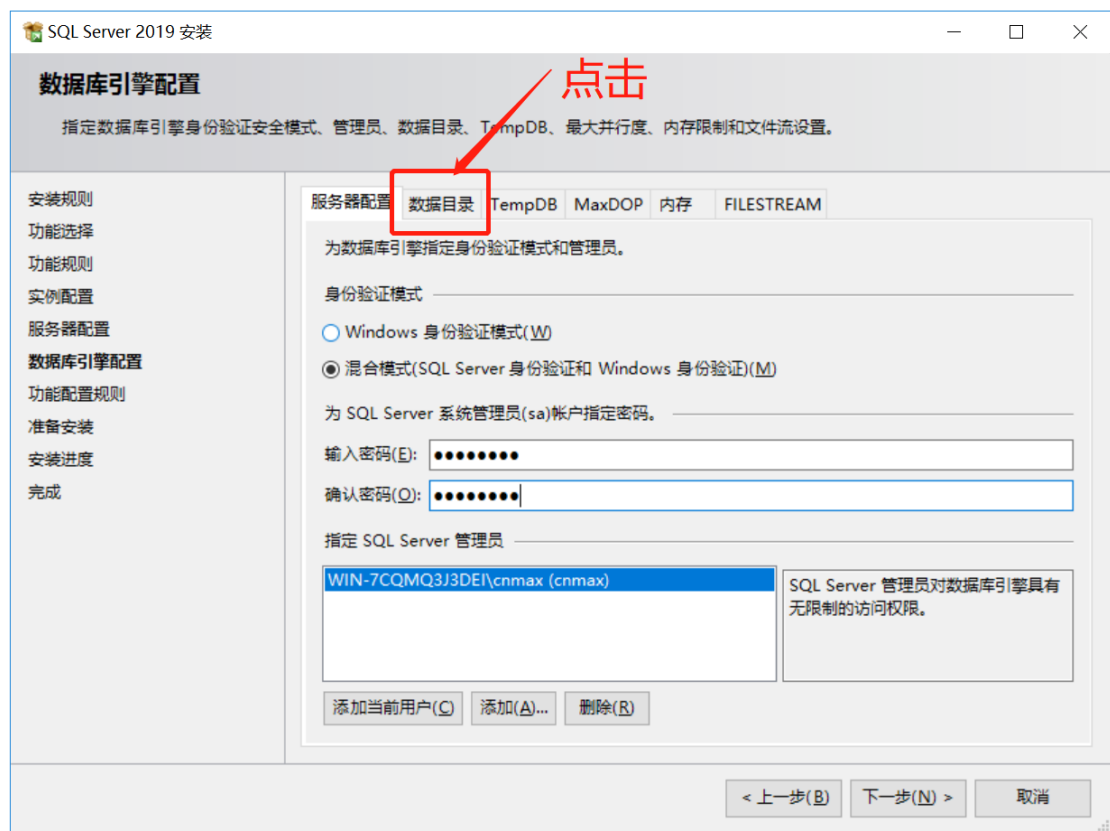 SQL Server 2019 安装
数据库引擎配置
点击
指定数据库引擎身份验证安全模式、管理员、数据目录、TempDB、最大并行度、内存限制和文件流设置。
安装规则
功能选择
功能规则
实例配置
服务器配置
数据库引擎配置
功能配置规则
准备安装
安装进度
完成
服务器配置 数据目录 TempDB MaxDOP 内存 FILESTREAM
为数据库引擎指定身份验证模式和管理员。
身份验证模式
Windows 身份验证模式(W)
混合模式(SQL Server 身份验证和 Windows 身份验证)(M)
为 SQL Server 系统管理员(sa)帐户指定密码。
输入密码(E): ●●●●●●●●
确认密码(O): ●●●●●●●●
指定 SQL Server 管理员
WIN-7CQMQ3J3DEI\cnmax (cnmax)
SQL Server 管理员对数据库引擎具有
无限制的访问权限。
添加当前用户(C) 添加(A)... 删除(R)
< 上一步(B) 下一步(N) > 取消